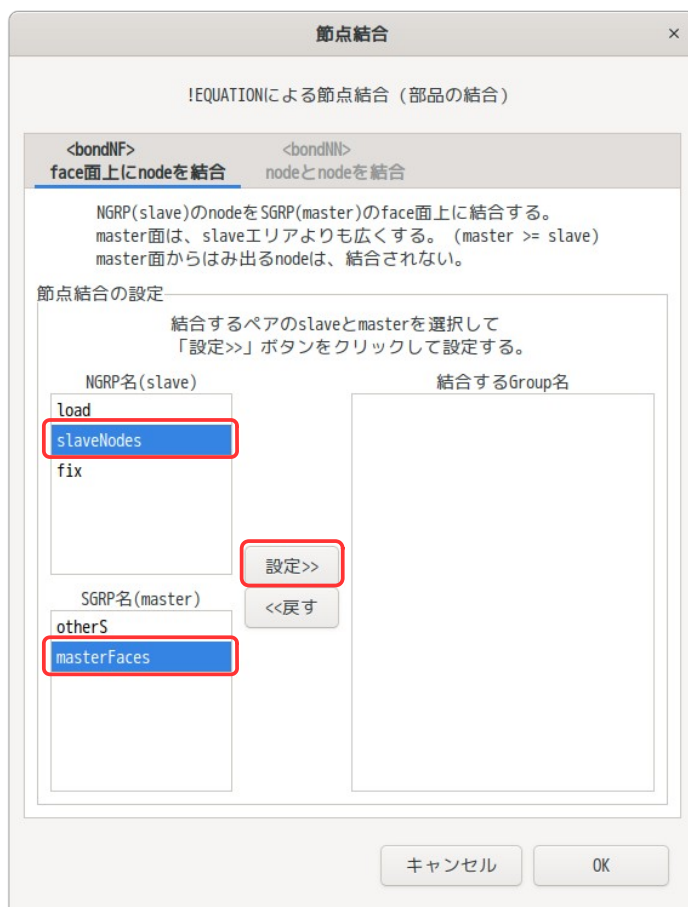 節点結合
×
!EQUATIONによる節点結合 (部品の結合)
<bondNF>
face面上にnodeを結合
<bondNN>
nodeとnodeを結合
NGRP(slave)のnodeをSGRP(master)のface面上に結合する。
master面は、slaveエリアよりも広くする。 (master >= slave)
master面からはみ出るnodeは、結合されない。
節点結合の設定
結合するペアのslaveとmasterを選択して
「設定>>」ボタンをクリックして設定する。
NGRP名(slave)
load
slaveNodes
fix
SGRP名(master)
otherS
masterFaces
設定>>
<<戻す
結合するGroup名
キャンセル
OK